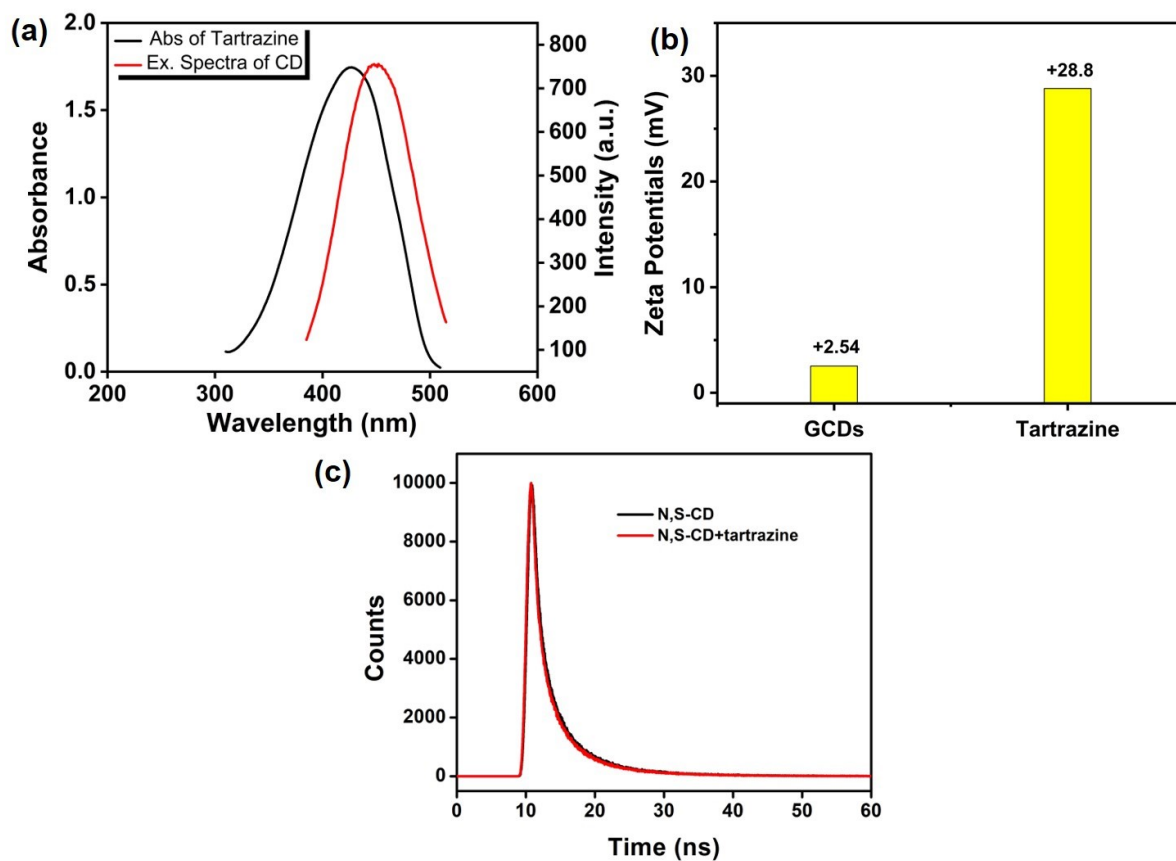 (a)
Abs of Tartrazine
Ex. Spectra of CD
Absorbance
2.0
1.5
1.0
0.5
0.0
200
300
400
500
600
Wavelength (nm)
800
700
600
500
400
300
200
100
Intensity (a.u.)
(b)
Zeta Potentials (mV)
30
20
10
0
+2.54
+28.8
GCDs
Tartrazine
(c)
Counts
10000
8000
6000
4000
2000
0
N,S-CD
N,S-CD+tartrazine
0
10
20
30
40
50
60
Time (ns)